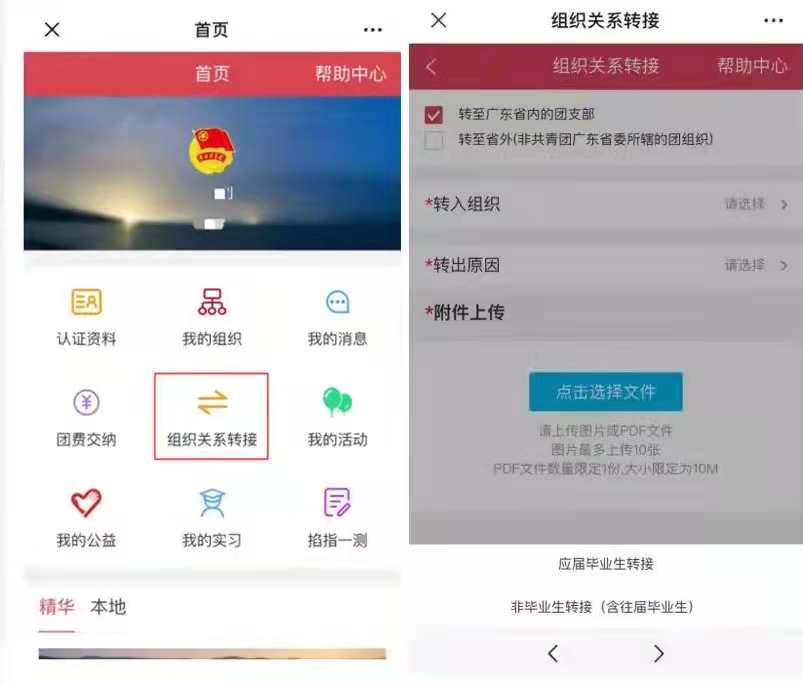 首页
首页
帮助中心
认证资料
我的组织
我的消息
团费交纳
组织关系转接
我的活动
我的公益
我的实习
掐指一测
精华
本地
组织关系转接
组织关系转接
帮助中心
转至广东省内的团支部
转至省外(非共青团广东省委所辖的团组织)
*转入组织
请选择
*转出原因
请选择
*附件上传
点击选择文件
请上传图片或PDF文件
图片最多上传10张
PDF文件数量限定1份,大小限定为10M
应届毕业生转接
非毕业生转接（含往届毕业生）